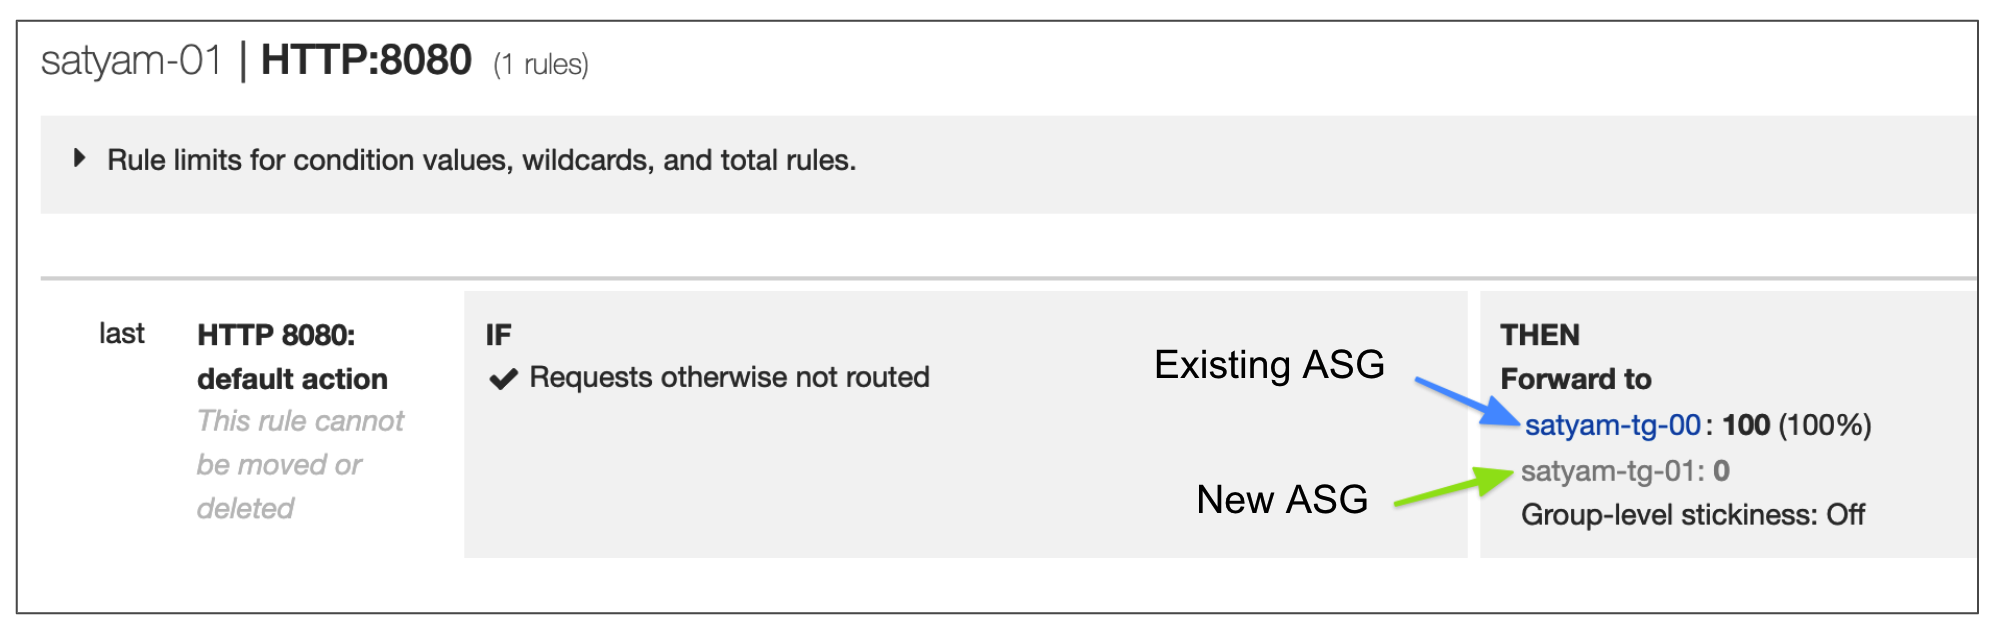 satyam-01 | HTTP:8080 (1 rules)
Rule limits for condition values, wildcards, and total rules.
last
HTTP 8080:
default action
This rule cannot
be moved or
deleted
IF
Requests otherwise not routed
Existing ASG
New ASG
THEN
Forward to
satyam-tg-00: 100 (100%)
satyam-tg-01: 0
Group-level stickiness: Off